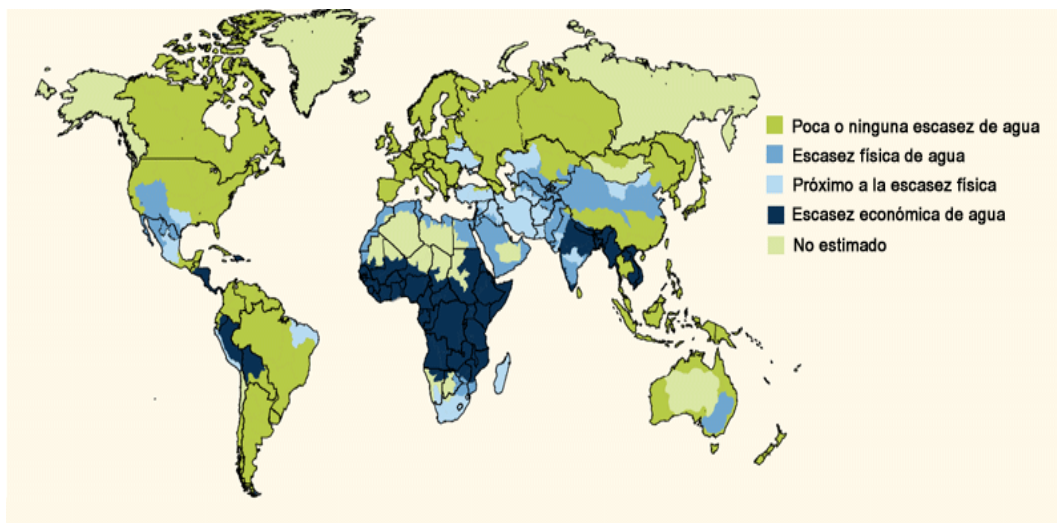 Poca o ninguna escasez de agua
Escasez física de agua
Próximo a la escasez física
Escasez económica de agua
No estimado